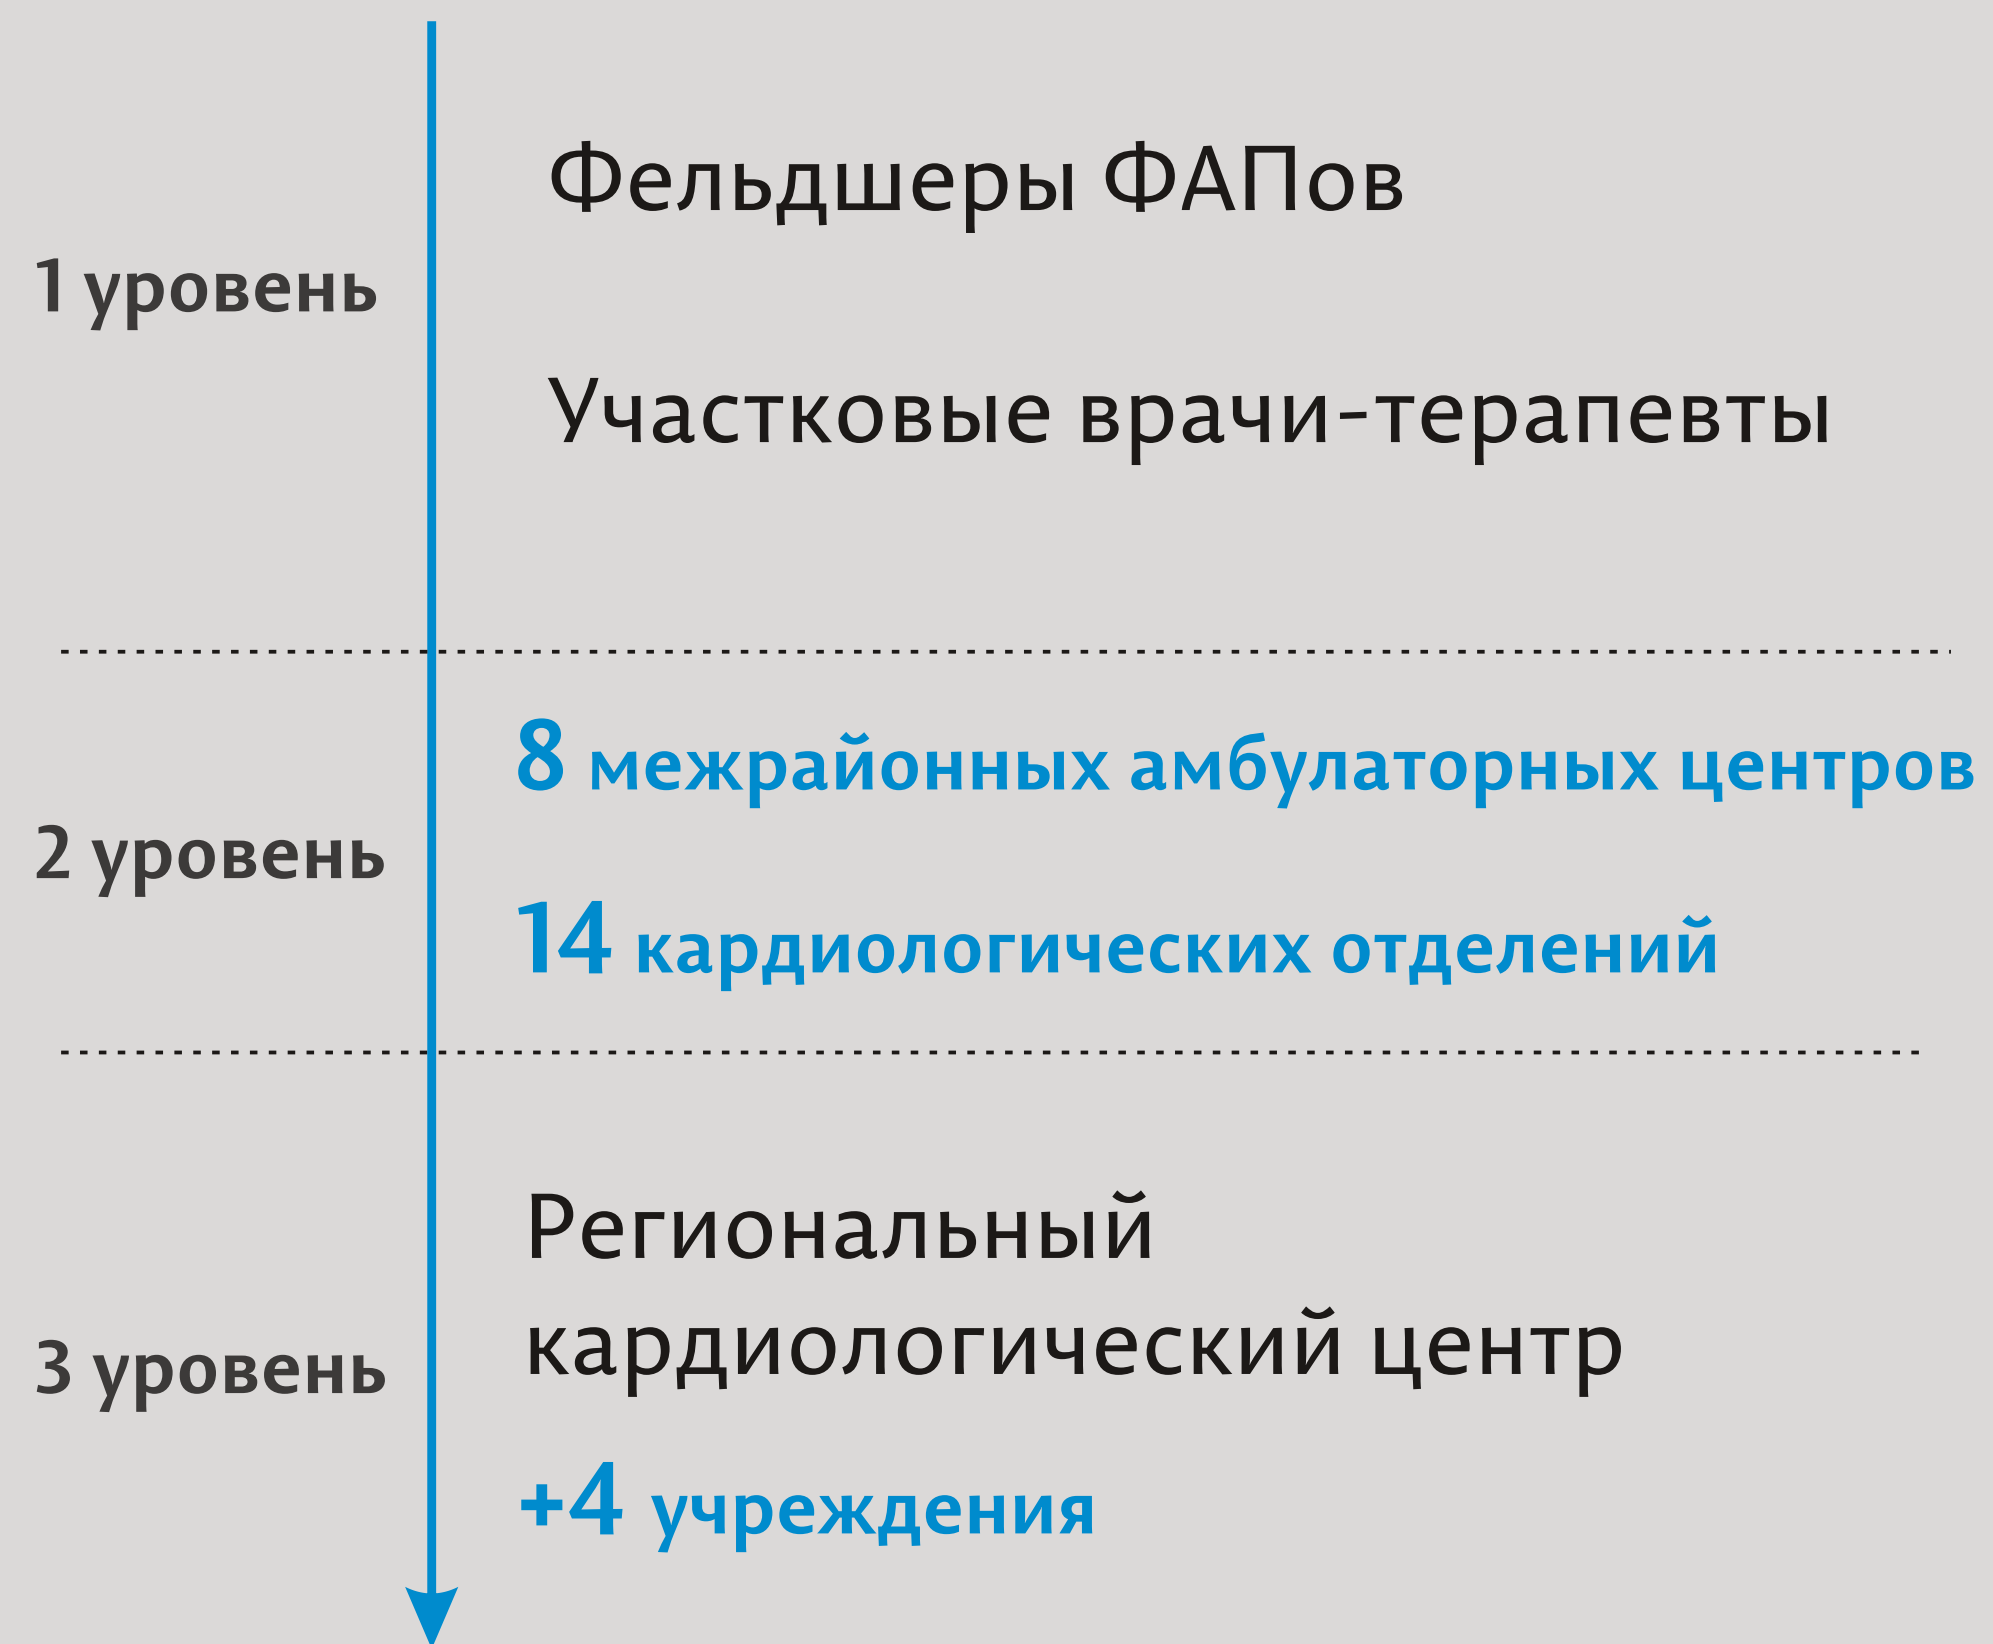 Фельдшеры ФАПов
1 уровень
Участковые врачи-терапевты
8 межрайонных амбулаторных центров
2 уровень
14 кардиологических отделений
Региональный
кардиологический центр
3 уровень
+4 учреждения